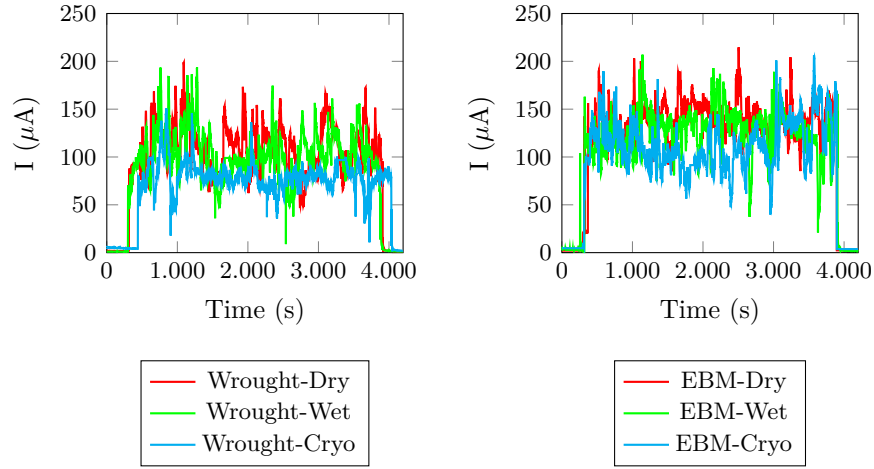 250
200
150
100
50
0
I (μA)
0
1.000
2.000
3.000
4.000
Time (s)
Wrought-Dry
Wrought-Wet
Wrought-Cryo
250
200
150
100
50
0
I (μA)
0
1.000
2.000
3.000
4.000
Time (s)
EBM-Dry
EBM-Wet
EBM-Cryo